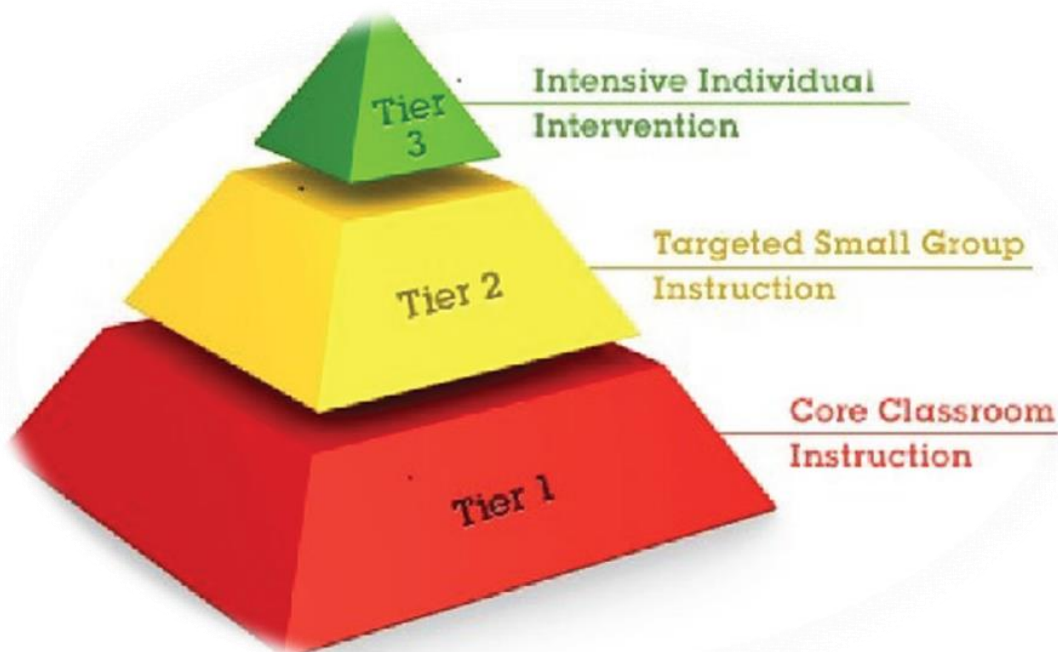 Tier
3
Intensive Individual
Intervention
Tier 2
Targeted Small Group
Instruction
Tier 1
Core Classroom
Instruction